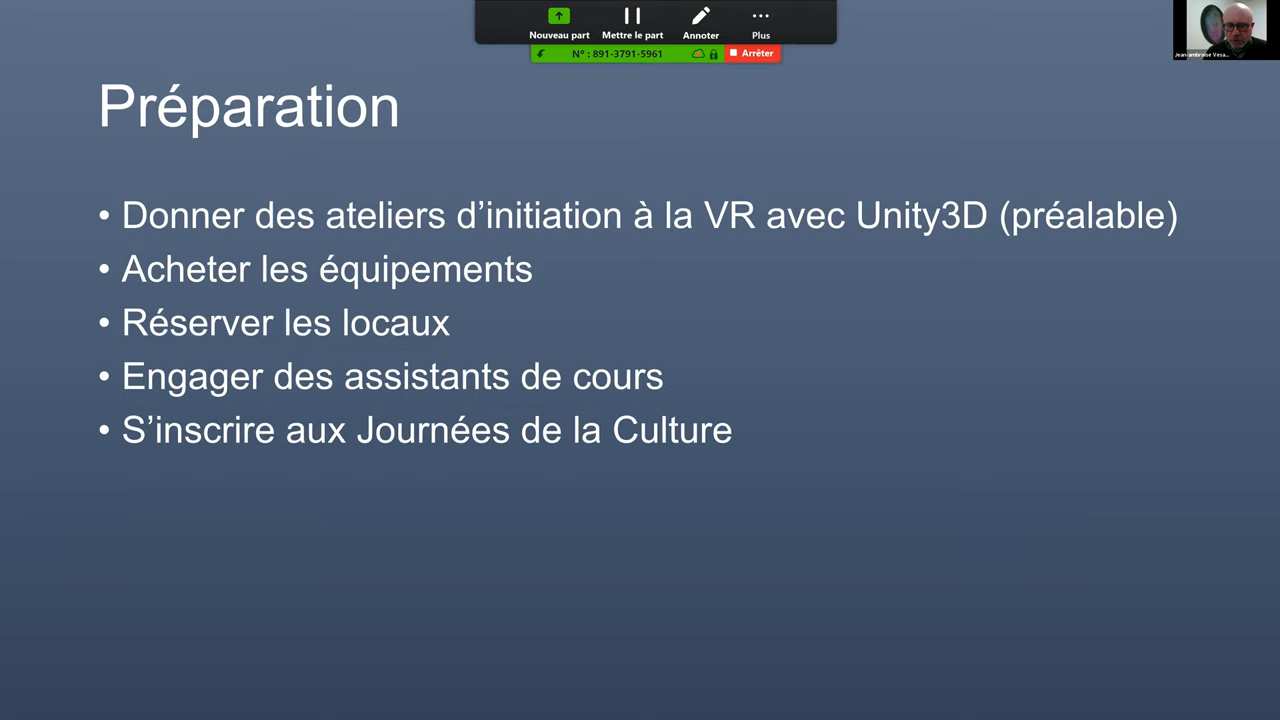 Nouveau part
Mettre le part
Annoter
Plus
N° : 891-3791-5961
Arrêter
Préparation
• Donner des ateliers d’initiation à la VR avec Unity3D (préalable)
• Acheter les équipements
• Réserver les locaux
• Engager des assistants de cours
• S’inscrire aux Journées de la Culture